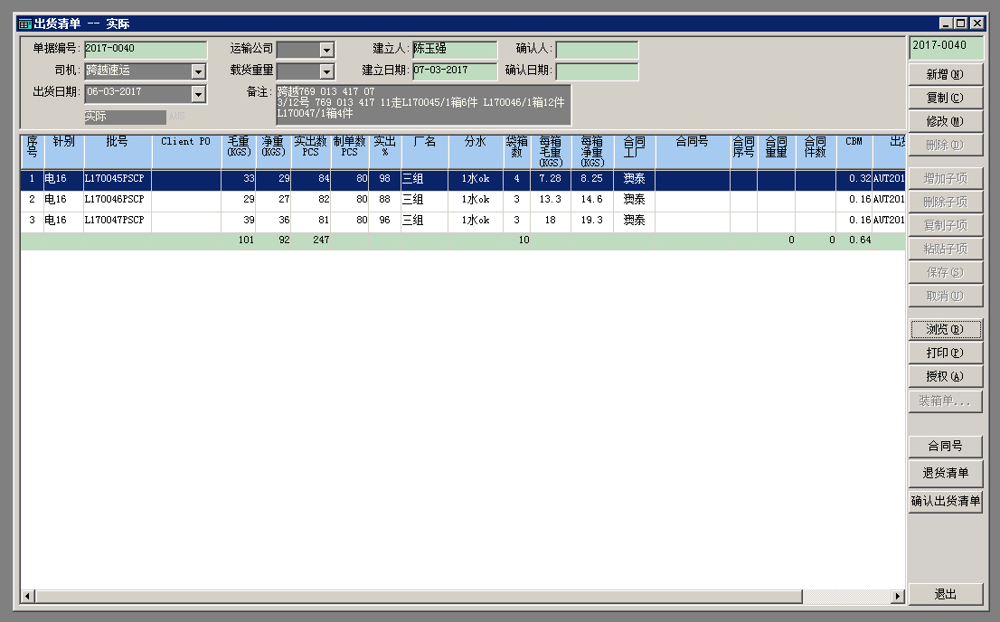 出货清单 -- 实际
单据编号: 2017-0040 运输公司 建立人: 陈玉强 确认人: 2017-0040
司机: 跨越速运 载货重量 建立日期: 07-03-2017 确认日期:
出货日期: 06-03-2017 备注: 跨越769 013 417 07
3/12号 769 013 417 11走L170045/1箱6件 L170046/1箱12件
L170047/1箱4件
实际 AUS
序号 针别 批号 Client PO 毛重(KGS) 净重(KGS) 实出数PCS 制单数PCS 实出% 厂名 分水 袋箱数 每箱毛重(KGS) 每箱净重(KGS) 合同工厂 合同号 合同序号 合同重量 合同件数 CBM
1 电16 L170045PSCP 33 29 84 80 98 三组 1水ok 4 7.28 8.25 澳泰 0.32 AUT201
2 电16 L170046PSCP 29 27 82 80 88 三组 1水ok 3 13.3 14.6 澳泰 0.16 AUT201
3 电16 L170047PSCP 39 36 81 80 96 三组 1水ok 3 18 19.3 澳泰 0.16 AUT201
101 92 247 10 0 0 0.64
新增(N)
复制(C)
修改(M)
删除(D)
增加子项
删除子项
复制子项
粘贴子项
保存(S)
取消(U)
浏览(B)
打印(P)
授权(A)
装箱单...
合同号
退货清单
确认出货清单
退出